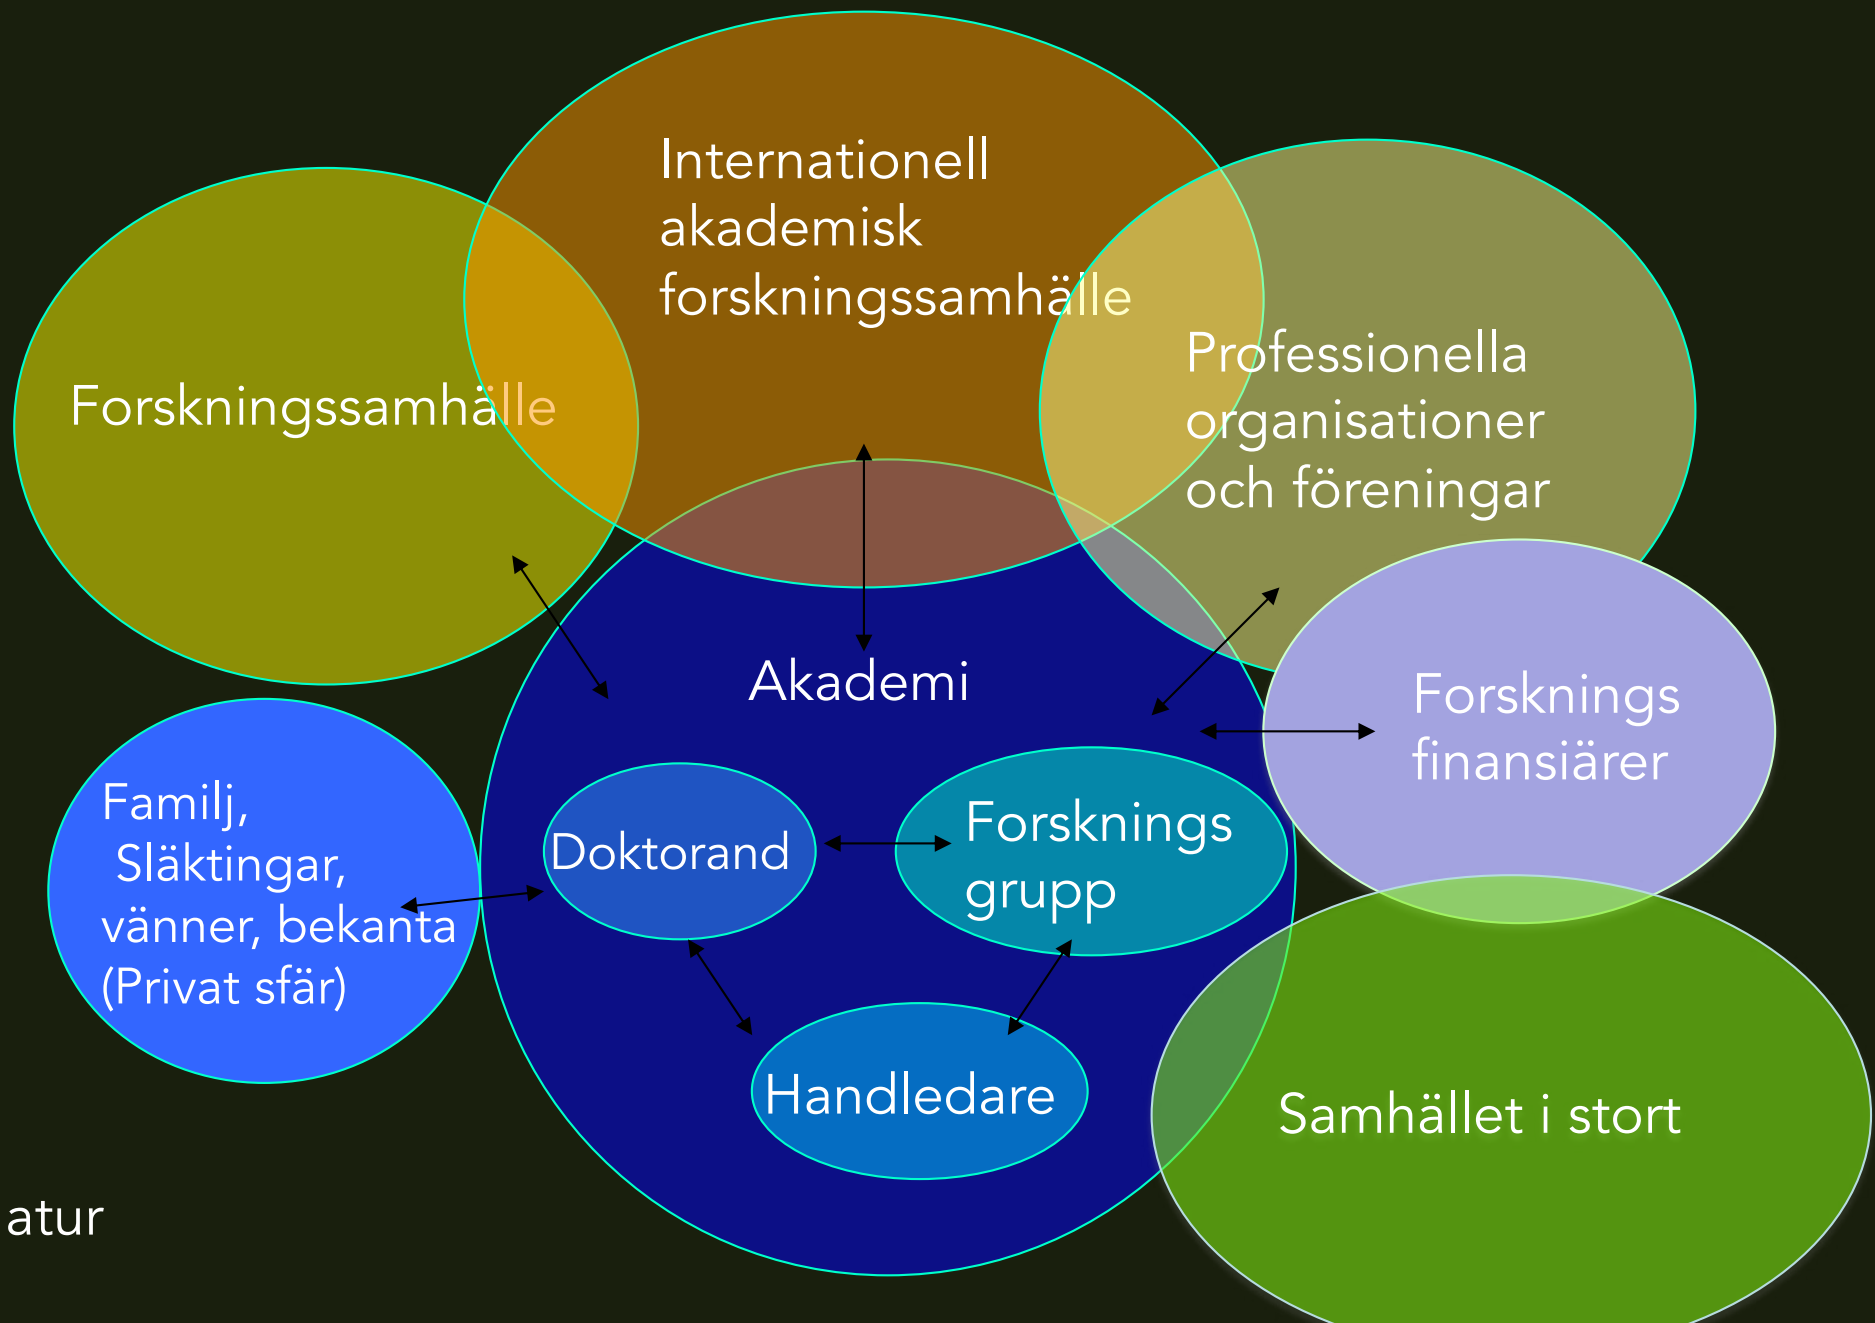 Internationell
akademisk
forskningssamhälle
Professionella
organisationer
och föreningar
Forskningssamhälle
Akademi
Forsknings
finansiärer
Familj,
Släktingar,
vänner, bekanta
(Privat sfär)
Doktorand
Forsknings
grupp
Handledare
Samhället i stort
atur